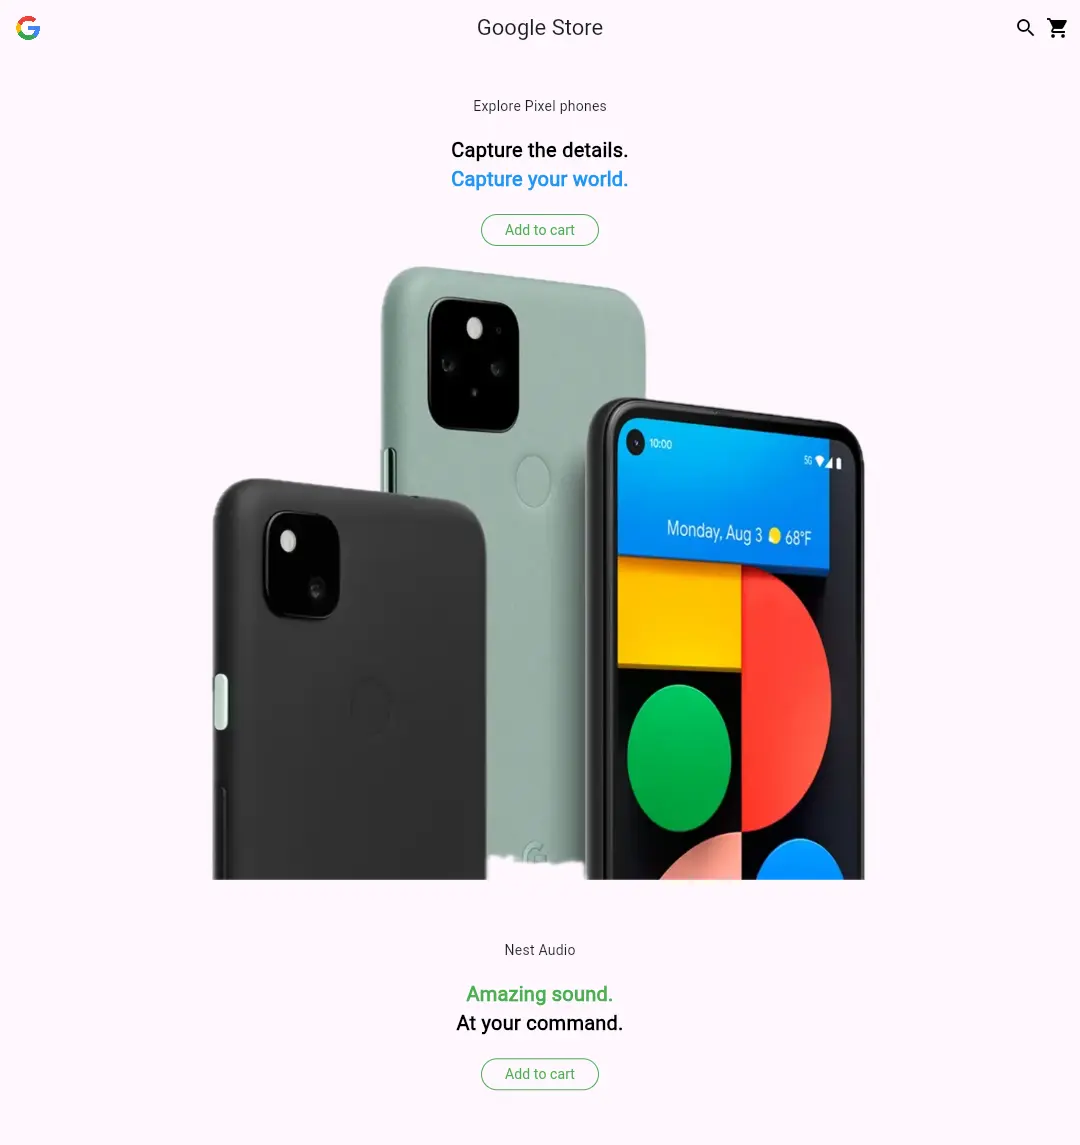 Google Store
Explore Pixel phones
Capture the details.
Capture your world.
Add to cart
10:00
5G
Monday, Aug 3 68°F
Nest Audio
Amazing sound.
At your command.
Add to cart